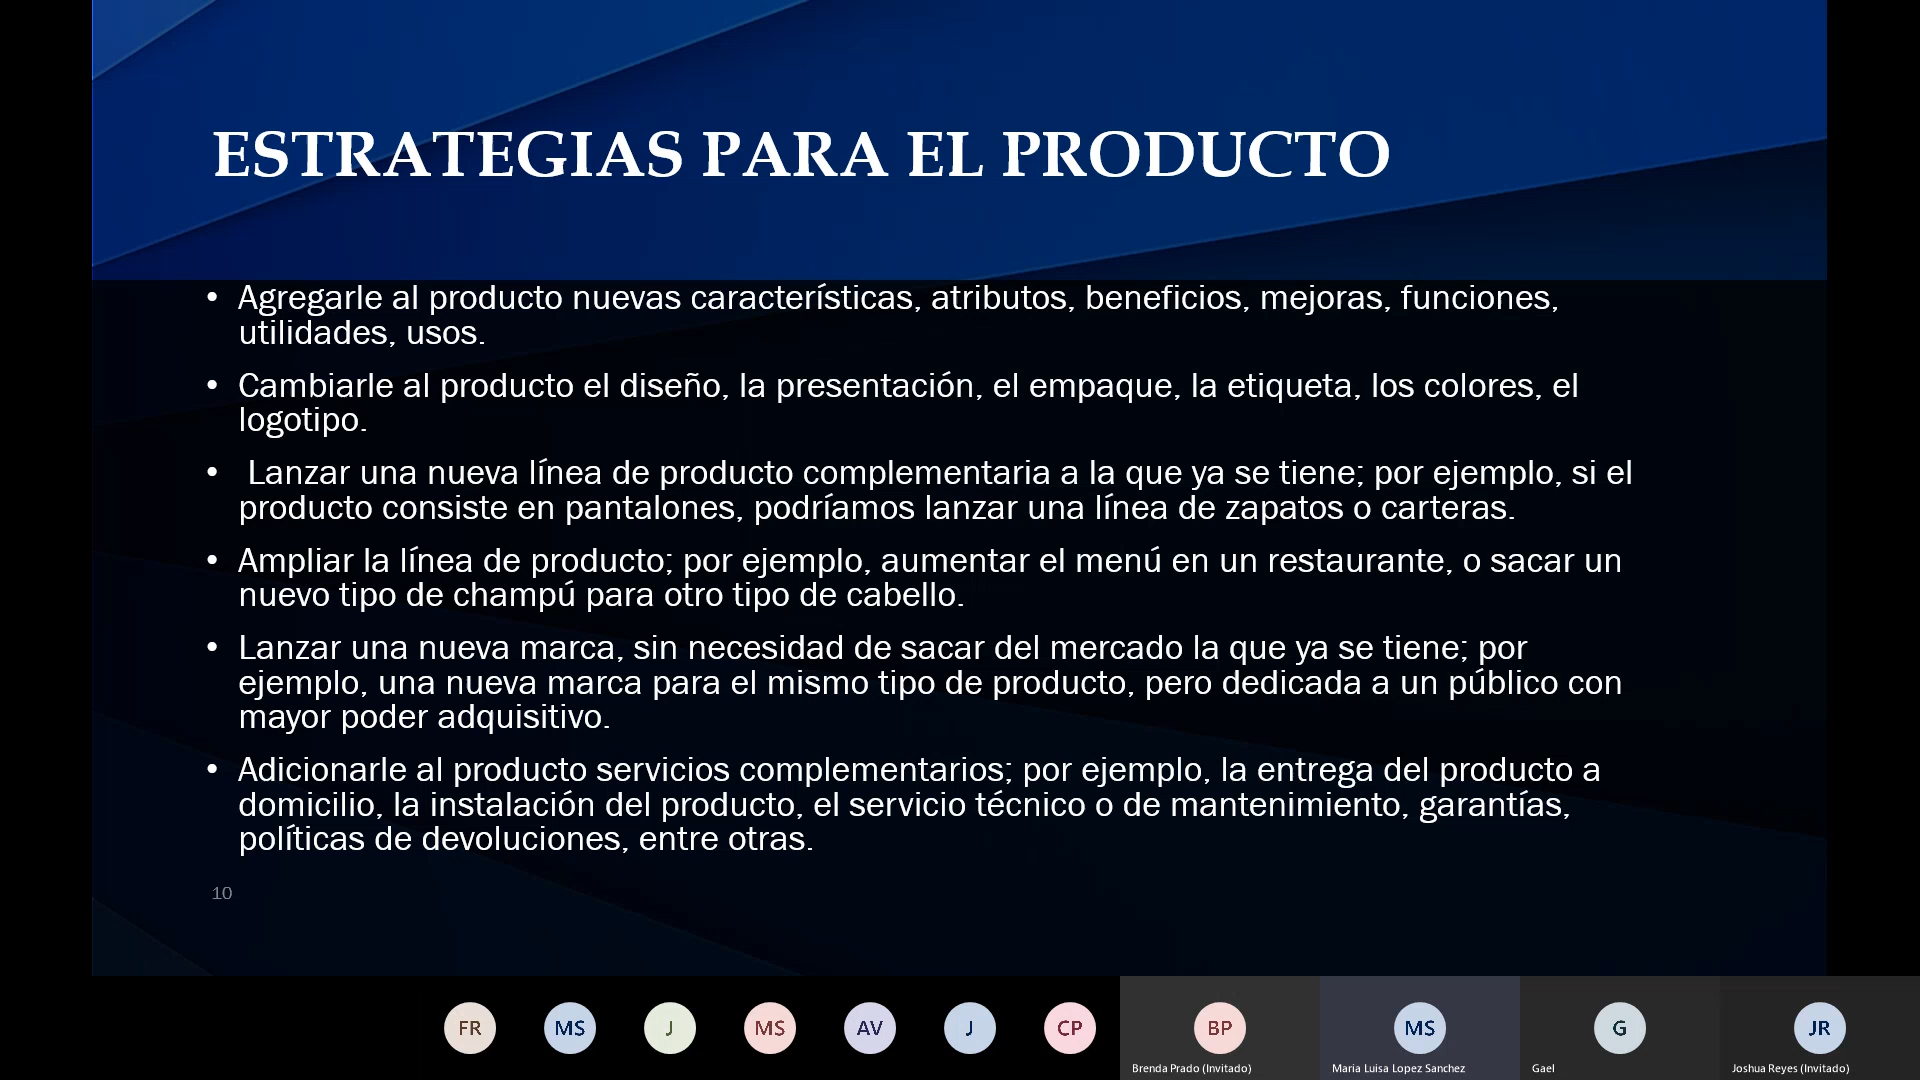 ESTRATEGIAS PARA EL PRODUCTO
• Agregarle al producto nuevas características, atributos, beneficios, mejoras, funciones,
utilidades, usos.
• Cambiarle al producto el diseño, la presentación, el empaque, la etiqueta, los colores, el
logotipo.
• Lanzar una nueva línea de producto complementaria a la que ya se tiene; por ejemplo, si el
producto consiste en pantalones, podríamos lanzar una línea de zapatos o carteras.
• Ampliar la línea de producto; por ejemplo, aumentar el menú en un restaurante, o sacar un
nuevo tipo de champú para otro tipo de cabello.
• Lanzar una nueva marca, sin necesidad de sacar del mercado la que ya se tiene; por
ejemplo, una nueva marca para el mismo tipo de producto, pero dedicada a un público con
mayor poder adquisitivo.
• Adicionarle al producto servicios complementarios; por ejemplo, la entrega del producto a
domicilio, la instalación del producto, el servicio técnico o de mantenimiento, garantías,
políticas de devoluciones, entre otras.
10
FR MS J MS AV J CP BP MS G JR
Brenda Prado (Invitado) Maria Luisa Lopez Sanchez Gael Joshua Reyes (Invitado)